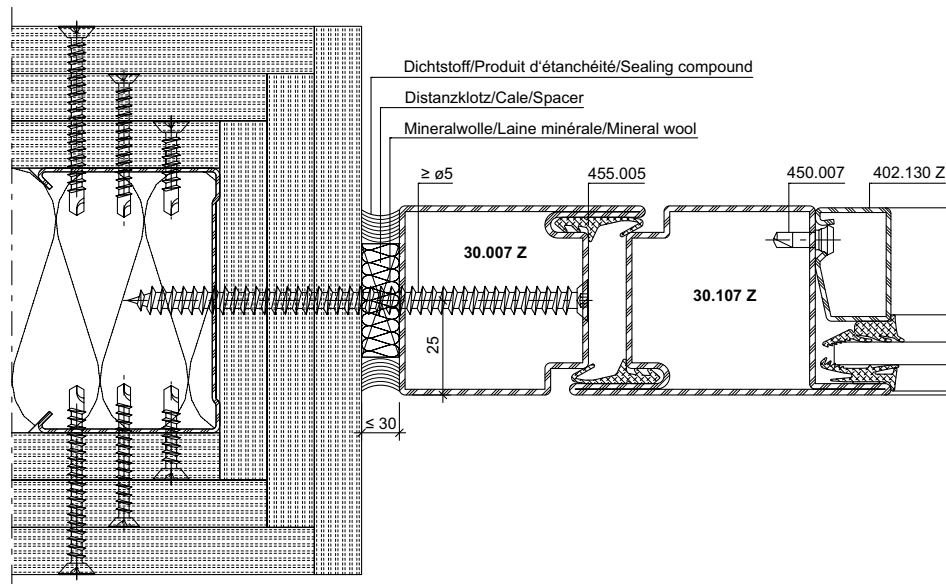 Dichtstoff/Produit d‘étanchéité/Sealing compound
Distanzklotz/Cale/Spacer
Mineralwolle/Laine minérale/Mineral wool
≥ ø5
455.005
450.007
402.130 Z
30.007 Z
30.107 Z
25
≤ 30